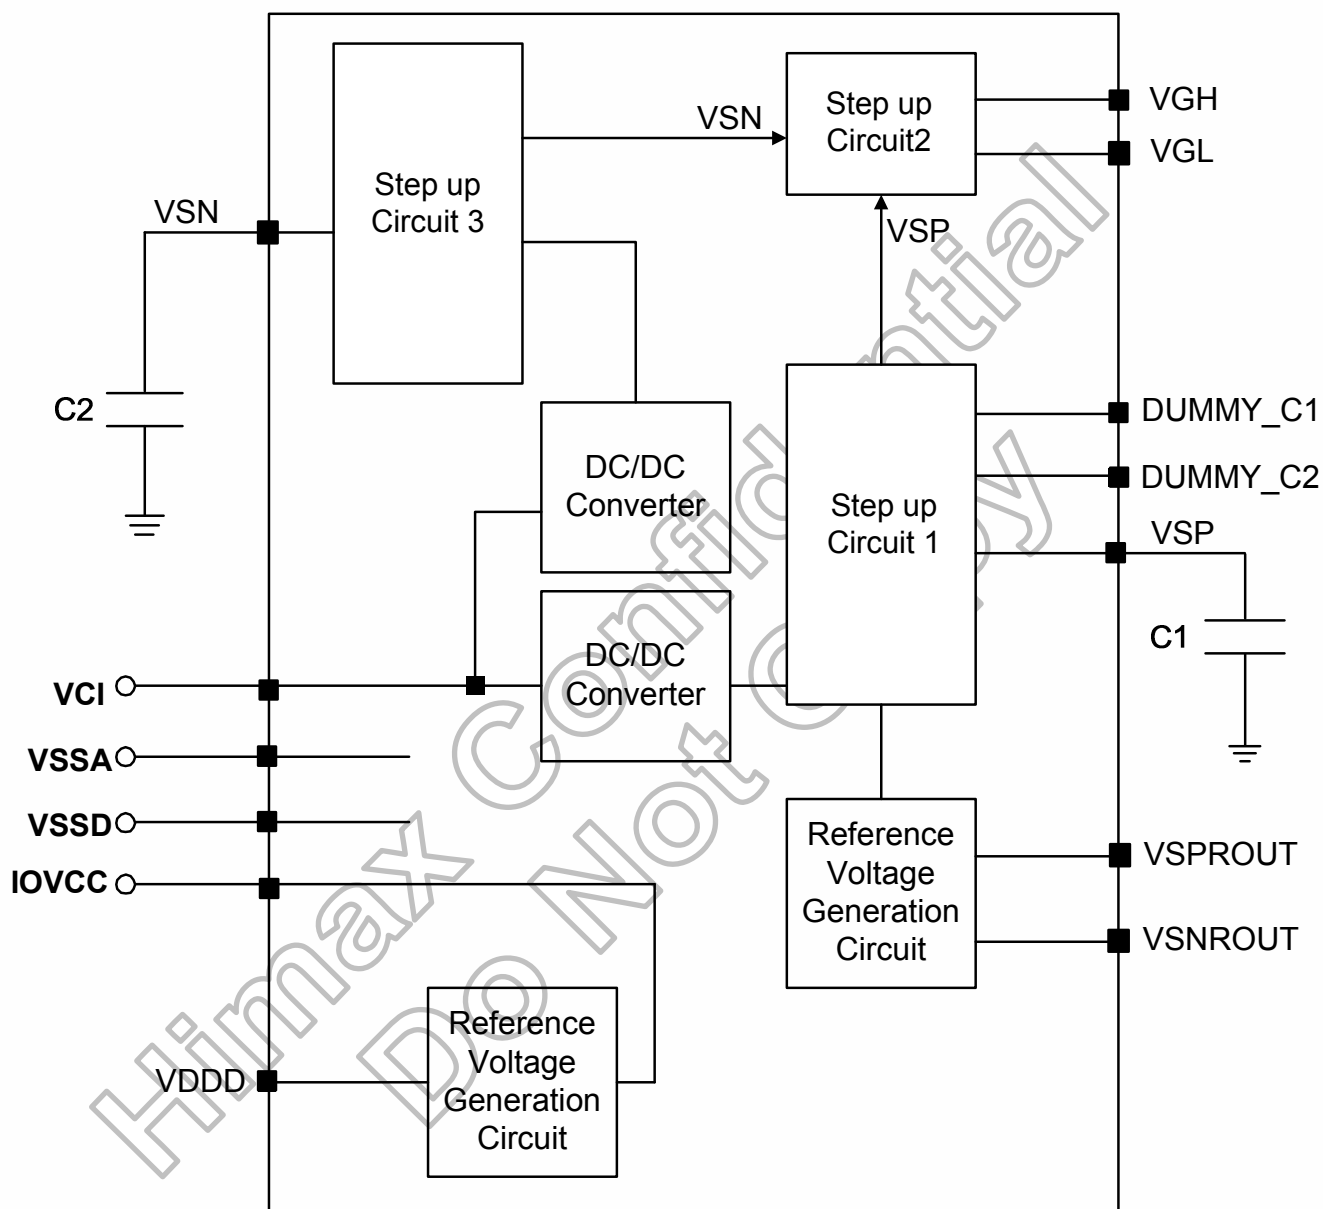 VSN
Step up
Circuit2
VGH
VGL
Step up
Circuit 3
VSN
VSP
C2
DC/DC
Converter
Step up
Circuit 1
DUMMY_C1
DUMMY_C2
VSP
C1
DC/DC
Converter
VCI
VSSA
VSSD
IOVCC
Reference
Voltage
Generation
Circuit
VSPROUT
VSNROUT
Reference
Voltage
Generation
Circuit
VDDD
Himax Confidential
Do Not Copy